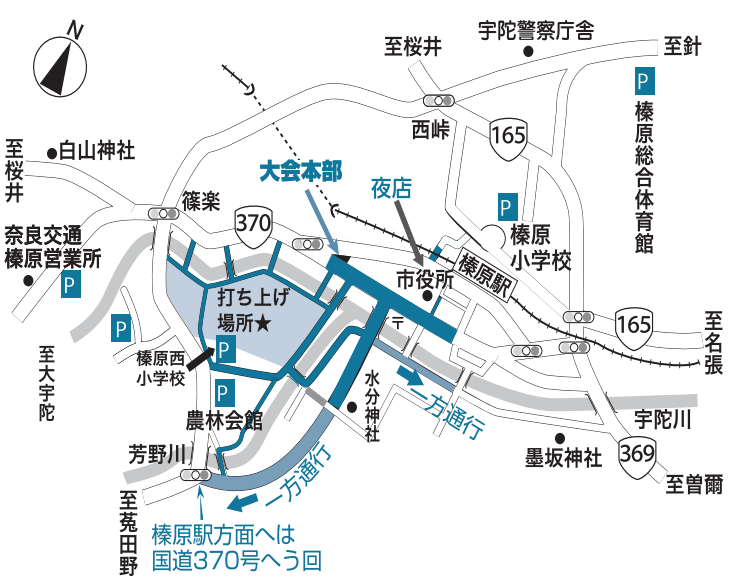 N
宇陀警察庁舎
至桜井
至針
P
榛原総合体育館
西峠
165
至桜井
白山神社
大会本部
夜店
篠楽
370
P
榛原
小学校
奈良交通
榛原営業所
P
市役所
榛原駅
打ち上げ
場所★
〒
165
至名張
P
至大宇陀
榛原西
小学校
P
P
農林会館
水分神社
一方通行
宇陀川
芳野川
墨坂神社
369
至曽爾
一方通行
至菟田野
榛原駅方面へは
国道370号へう回